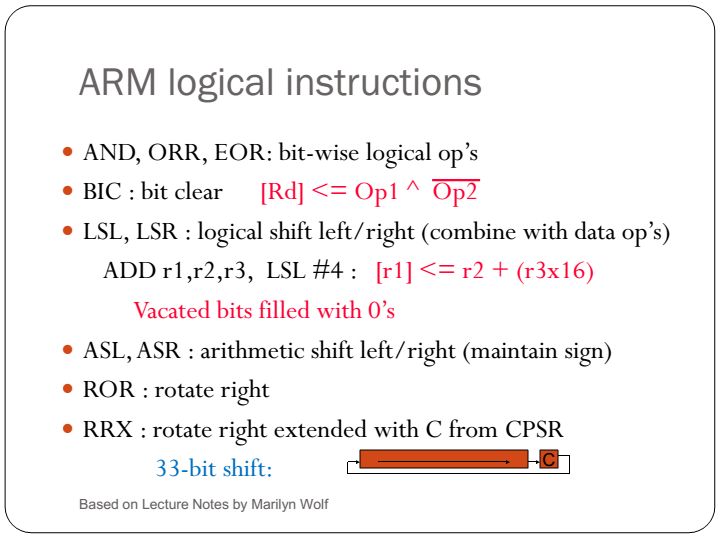 ARM logical instructions
• AND, ORR, EOR: bit-wise logical op's
• BIC : bit clear [Rd] <= Op1 ^ O̅p̅2̅
• LSL, LSR : logical shift left/right (combine with data op's)
ADD r1,r2,r3, LSL #4 : [r1] <= r2 + (r3x16)
Vacated bits filled with 0's
• ASL, ASR : arithmetic shift left/right (maintain sign)
• ROR : rotate right
• RRX : rotate right extended with C from CPSR
33-bit shift: C
Based on Lecture Notes by Marilyn Wolf